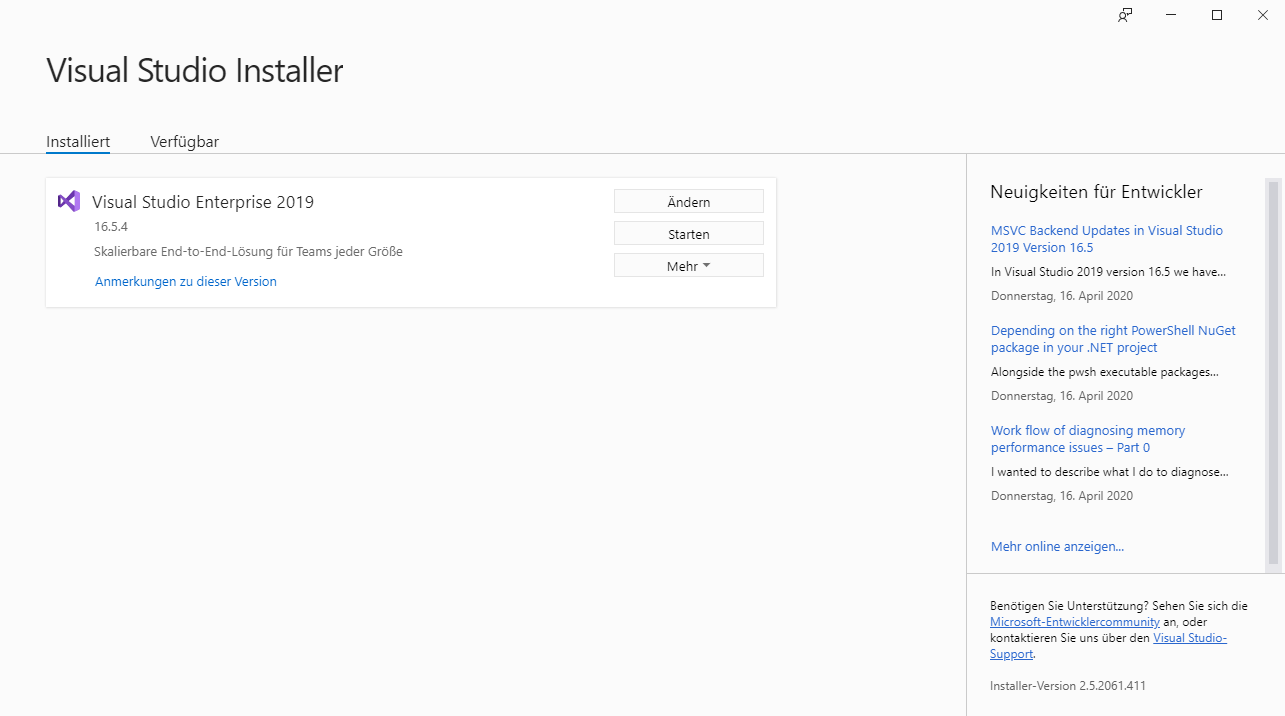 Visual Studio Installer
Installiert
Verfügbar
Visual Studio Enterprise 2019
16.5.4
Skalierbare End-to-End-Lösung für Teams jeder Größe
Anmerkungen zu dieser Version
Ändern
Starten
Mehr
Neuigkeiten für Entwickler
MSVC Backend Updates in Visual Studio
2019 Version 16.5
In Visual Studio 2019 version 16.5 we have...
Donnerstag, 16. April 2020
Depending on the right PowerShell NuGet
package in your .NET project
Alongside the pwsh executable packages...
Donnerstag, 16. April 2020
Work flow of diagnosing memory
performance issues – Part 0
I wanted to describe what I do to diagnose...
Donnerstag, 16. April 2020
Mehr online anzeigen...
Benötigen Sie Unterstützung? Sehen Sie sich die
Microsoft-Entwicklercommunity an, oder
kontaktieren Sie uns über den Visual Studio-
Support.
Installer-Version 2.5.2061.411